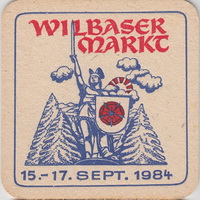 WILBASER
MARKT
15.-17. SEPT. 1984